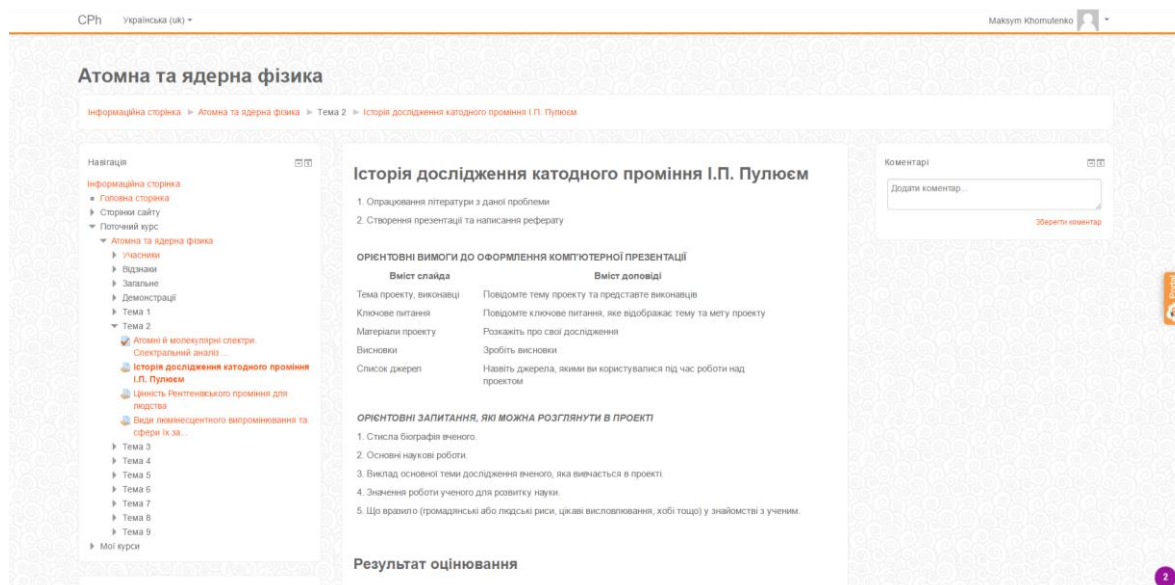 CPh Українська (uk)
Maksym Khomutenko
Атомна та ядерна фізика
Інформаційна сторінка ► Атомна та ядерна фізика ► Тема 2 ► Історія дослідження катодного проміння І.П. Пулюєм
Навігація
Інформаційна сторінка
Головна сторінка
Сторінки сайту
Поточний курс
Атомна та ядерна фізика
Учасники
Відзнаки
Загальне
Демонстрації
Тема 1
Тема 2
Атомні й молекулярні спектри.
Спектральний аналіз ...
Історія дослідження катодного проміння
І.П. Пулюєм
Цінність Рентгенівського проміння для
людства
Види люмінесцентного випромінювання та
сфери їх за...
Тема 3
Тема 4
Тема 5
Тема 6
Тема 7
Тема 8
Тема 9
Мої курси
Історія дослідження катодного проміння І.П. Пулюєм
1. Опрацювання літератури з даної проблеми
2. Створення презентації та написання реферату
ОРІЄНТОВНІ ВИМОГИ ДО ОФОРМЛЕННЯ КОМП'ЮТЕРНОЇ ПРЕЗЕНТАЦІЇ
Вміст слайда Вміст доповіді
Тема проекту, виконавці Повідомте тему проекту та представте виконавців
Ключове питання Повідомте ключове питання, яке відображає тему та мету проекту
Матеріали проекту Розкажіть про свої дослідження
Висновки Зробіть висновки
Список джерел Назвіть джерела, якими ви користувалися під час роботи над
проектом
ОРІЄНТОВНІ ЗАПИТАННЯ, ЯКІ МОЖНА РОЗГЛЯНУТИ В ПРОЕКТІ
1. Стисла біографія вченого.
2. Основні наукові роботи.
3. Виклад основної теми дослідження вченого, яка вивчається в проекті.
4. Значення роботи ученого для розвитку науки.
5. Що вразило (громадянські або людські риси, цікаві висловлювання, хобі тощо) у знайомстві з ученим.
Результат оцінювання
Коментарі
Додати коментар...
Зберегти коментар
2